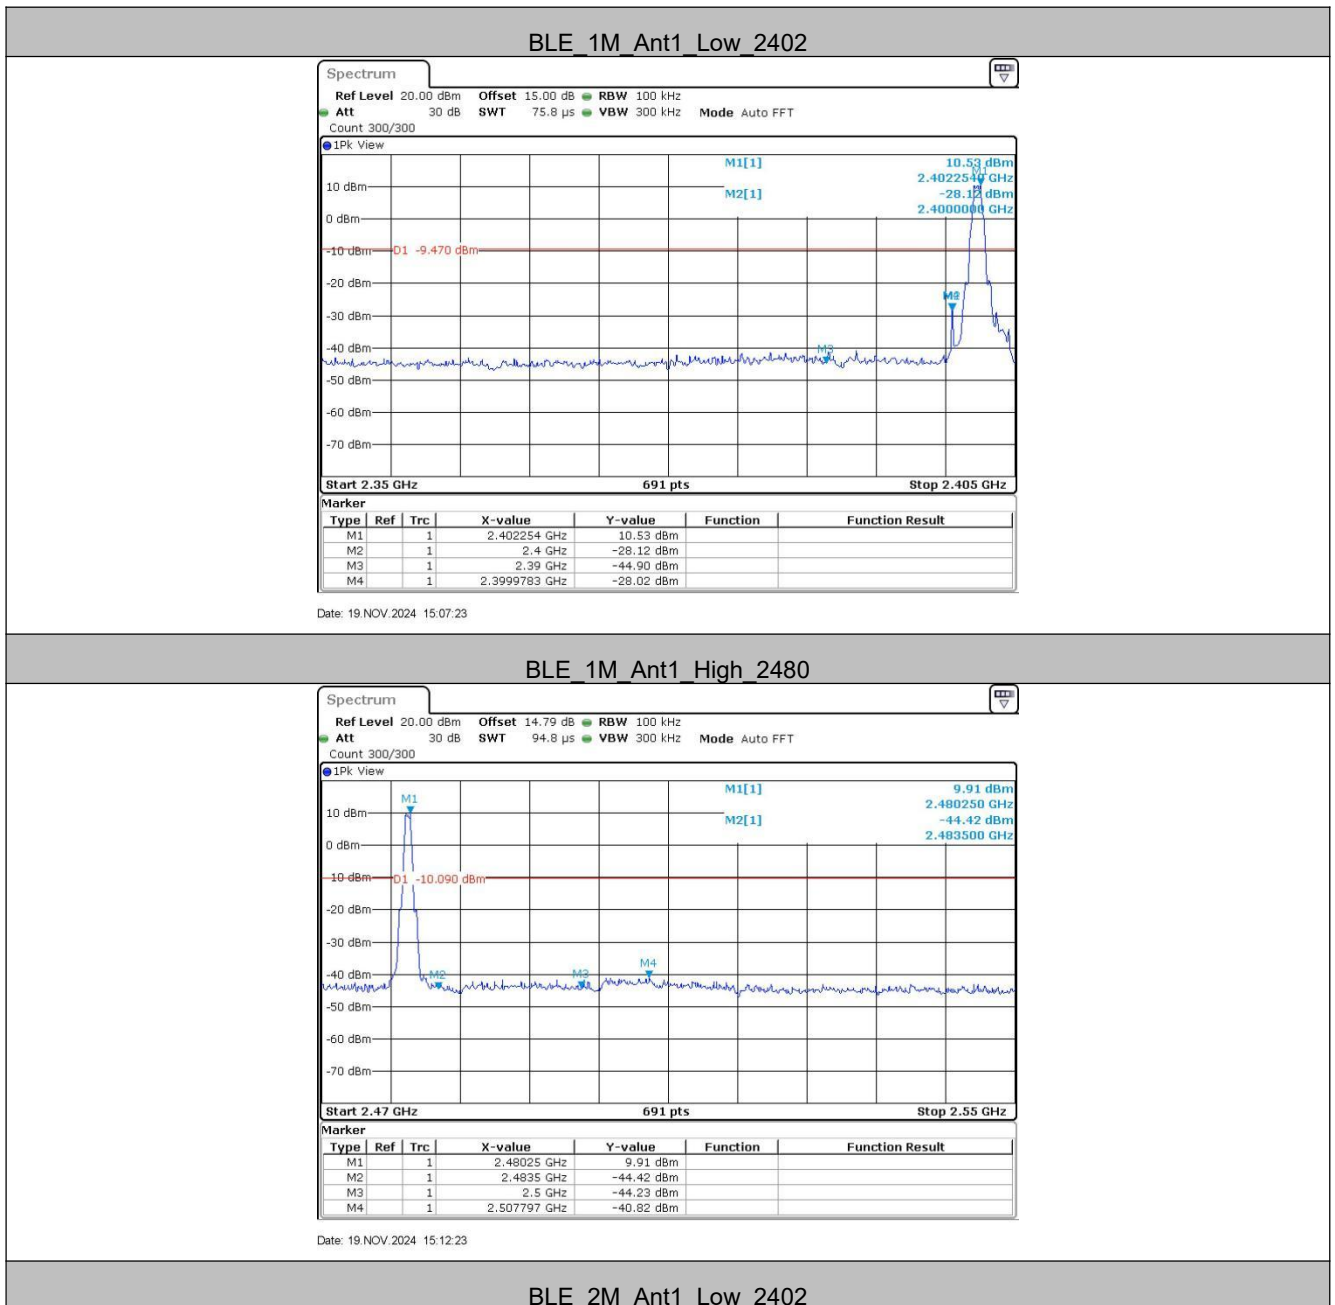 BLE_1M_Ant1_Low_2402
Spectrum
Ref Level 20.00 dBm Offset 15.00 dB RBW 100 kHz
Att 30 dB SWT 75.8 µs VBW 300 kHz Mode Auto FFT
Count 300/300
1Pk View
M1[1] 10.53 dBm
2.4022540 GHz
M2[1] -28.12 dBm
2.4000000 GHz
M1
10 dBm
0 dBm
-10 dBm
D1 -9.470 dBm
-20 dBm
M2
-30 dBm
-40 dBm
M3
-50 dBm
-60 dBm
-70 dBm
Start 2.35 GHz 691 pts Stop 2.405 GHz
Marker
Type Ref Trc X-value Y-value Function Function Result
M1 1 2.402254 GHz 10.53 dBm
M2 1 2.4 GHz -28.12 dBm
M3 1 2.39 GHz -44.90 dBm
M4 1 2.3999783 GHz -28.02 dBm
Date: 19.NOV.2024 15:07:23
BLE_1M_Ant1_High_2480
Spectrum
Ref Level 20.00 dBm Offset 14.79 dB RBW 100 kHz
Att 30 dB SWT 94.8 µs VBW 300 kHz Mode Auto FFT
Count 300/300
1Pk View
M1[1] 9.91 dBm
2.480250 GHz
M2[1] -44.42 dBm
2.483500 GHz
M1
10 dBm
0 dBm
-10 dBm
D1 -10.090 dBm
-20 dBm
-30 dBm
M4
-40 dBm
M2 M3
-50 dBm
-60 dBm
-70 dBm
Start 2.47 GHz 691 pts Stop 2.55 GHz
Marker
Type Ref Trc X-value Y-value Function Function Result
M1 1 2.48025 GHz 9.91 dBm
M2 1 2.4835 GHz -44.42 dBm
M3 1 2.5 GHz -44.23 dBm
M4 1 2.507797 GHz -40.82 dBm
Date: 19.NOV.2024 15:12:23
BLE_2M_Ant1_Low_2402